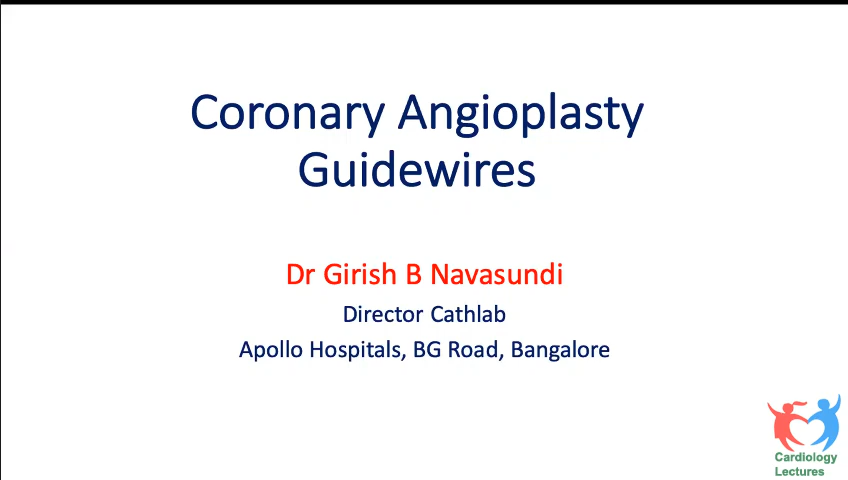 Coronary Angioplasty
Guidewires
Dr Girish B Navasundi
Director Cathlab
Apollo Hospitals, BG Road, Bangalore
Cardiology
Lectures